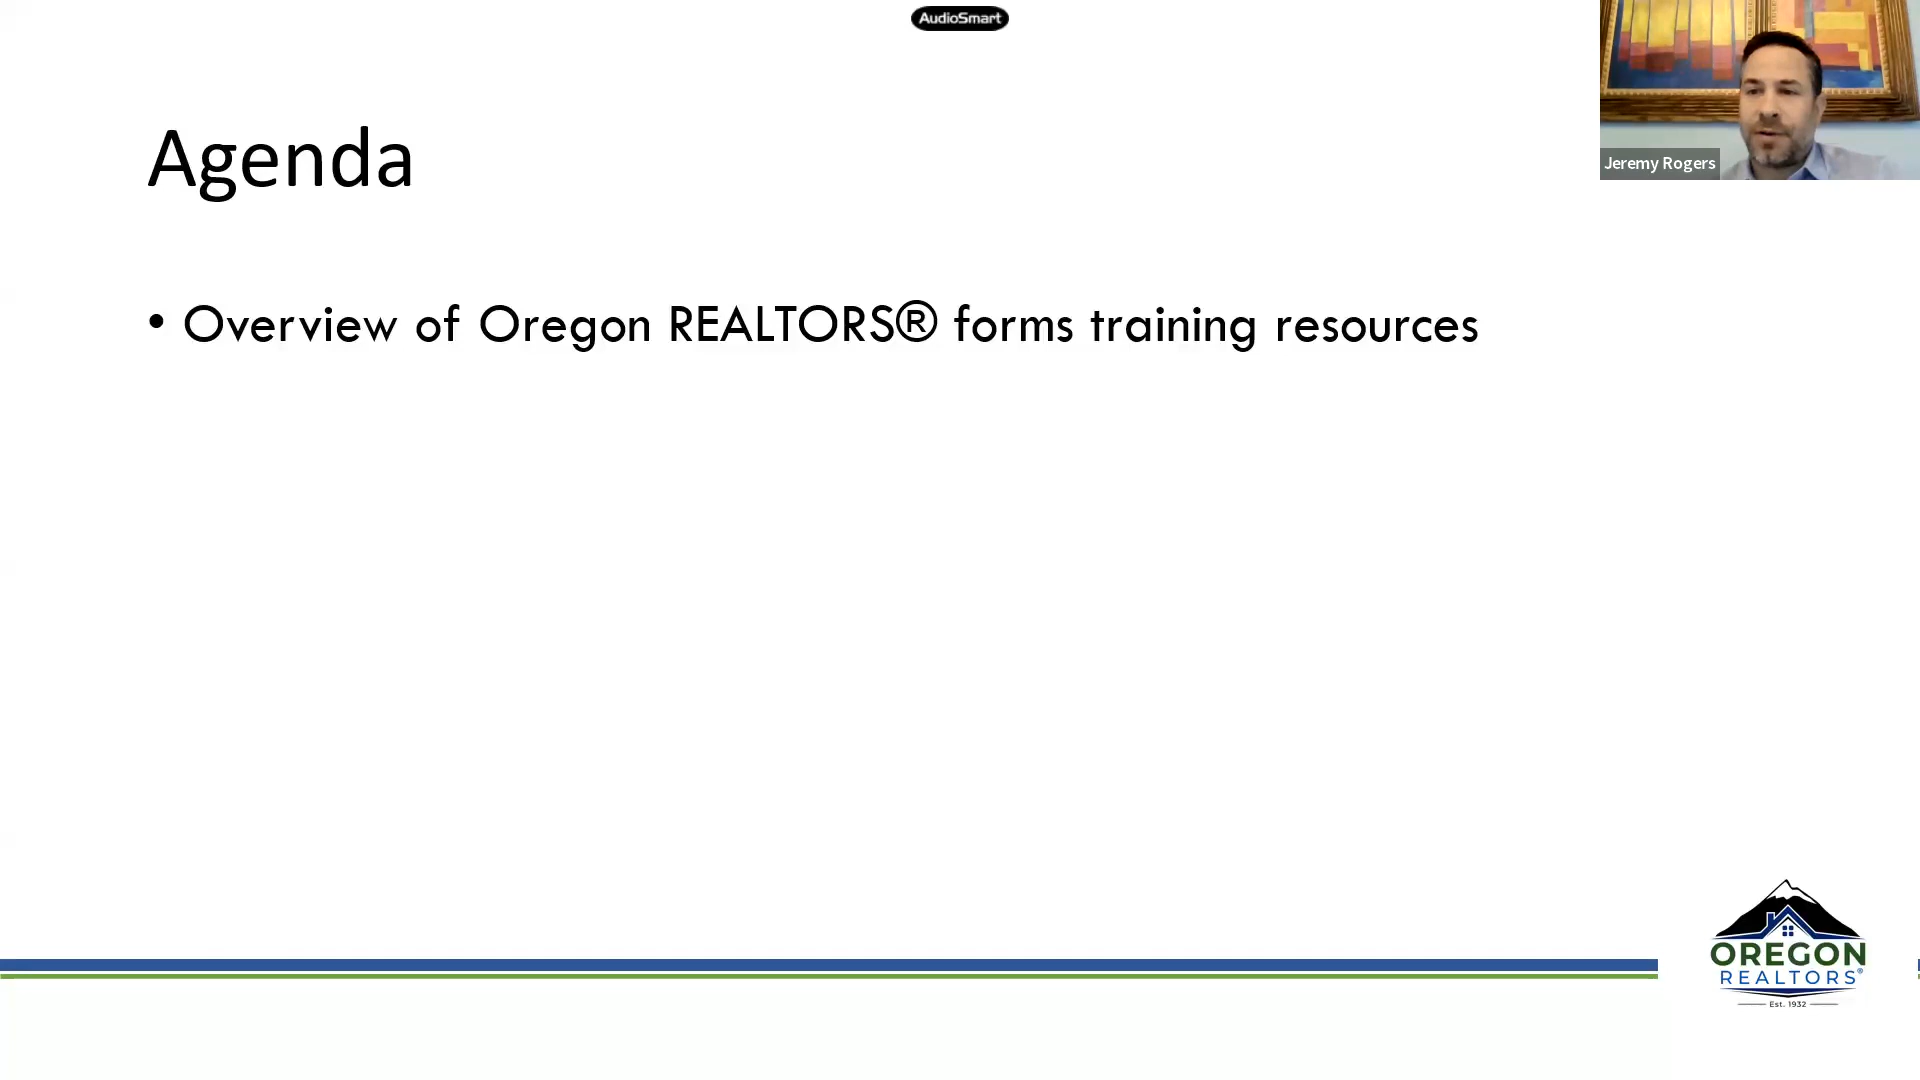 AudioSmart
Jeremy Rogers
Agenda
• Overview of Oregon REALTORS® forms training resources
OREGON
REALTORS®
Est. 1932